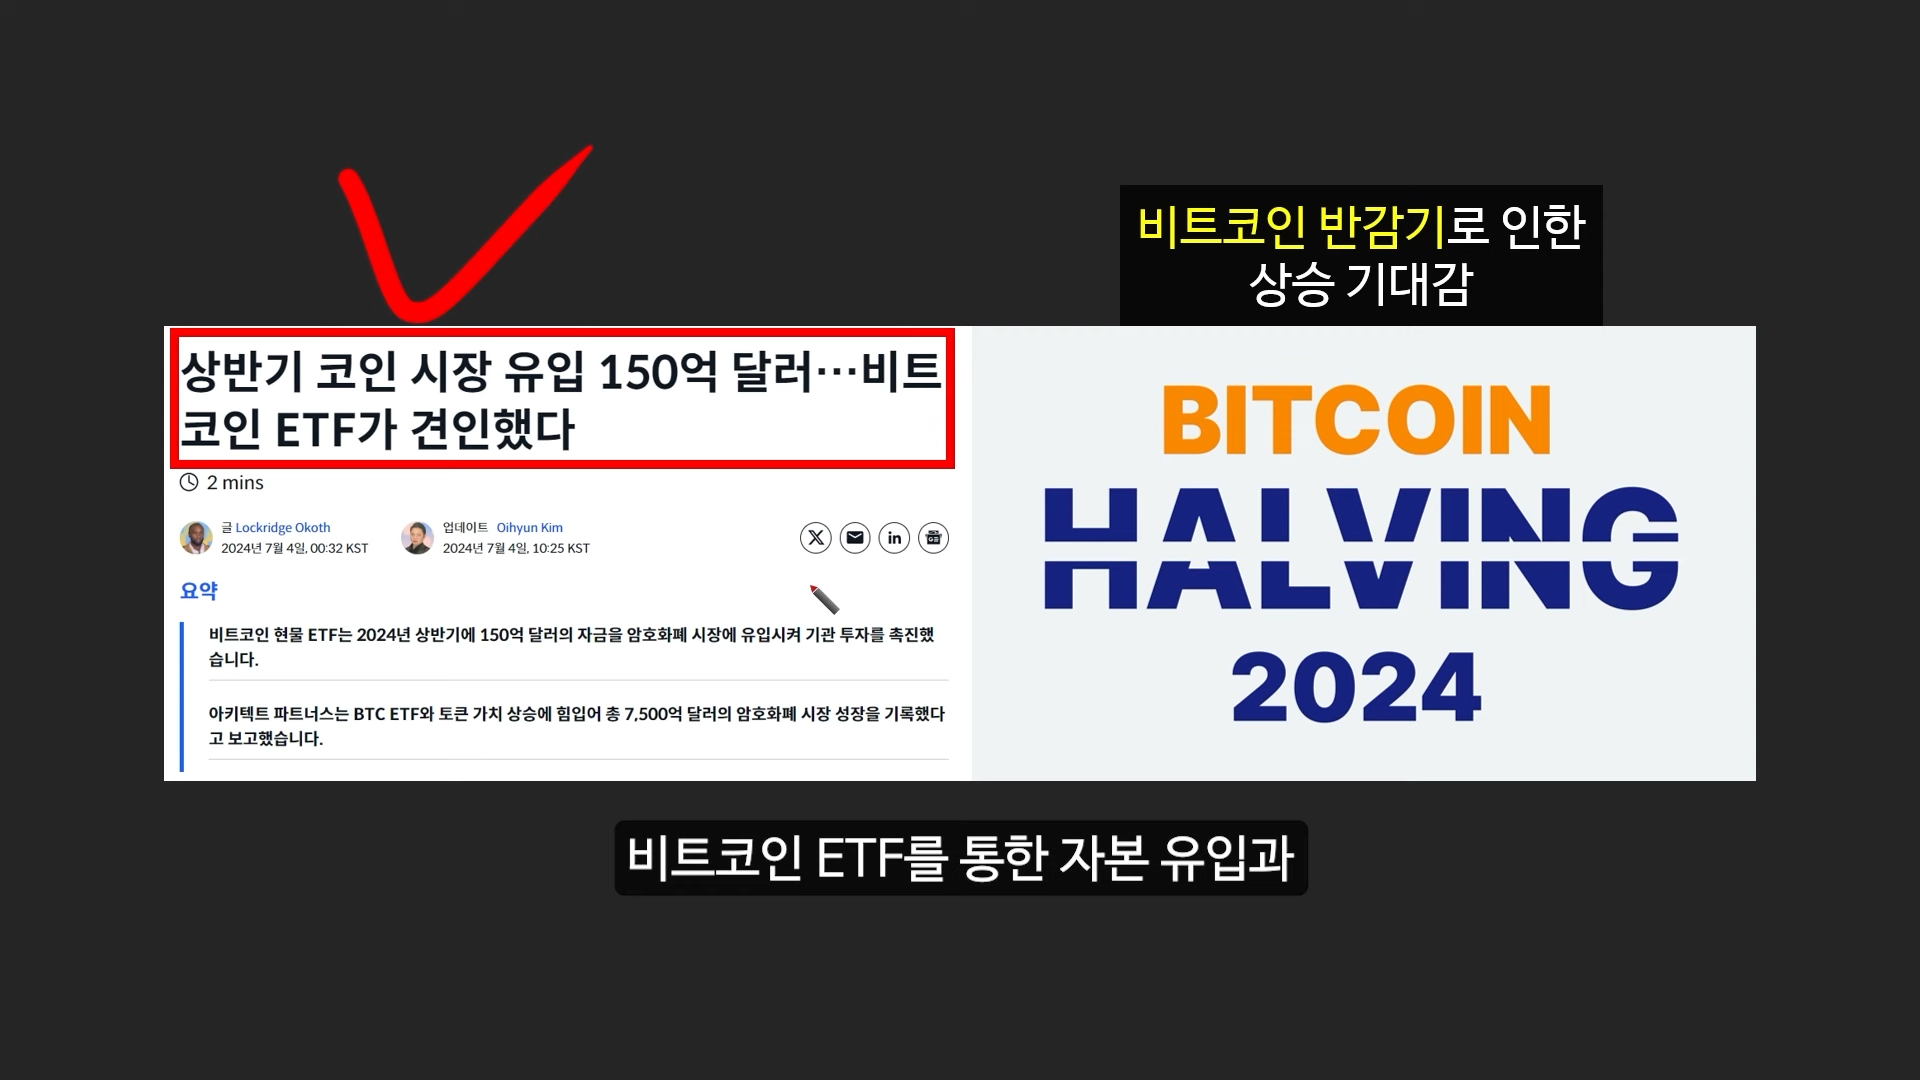 비트코인 반감기로 인한
상승 기대감
상반기 코인 시장 유입 150억 달러…비트
코인 ETF가 견인했다
2 mins
글 Lockridge Okoth
2024년 7월 4일, 00:32 KST
업데이트 Oihyun Kim
2024년 7월 4일, 10:25 KST
요약
비트코인 현물 ETF는 2024년 상반기에 150억 달러의 자금을 암호화폐 시장에 유입시켜 기관 투자를 촉진했
습니다.
아키텍트 파트너스는 BTC ETF와 토큰 가치 상승에 힘입어 총 7,500억 달러의 암호화폐 시장 성장을 기록했다
고 보고했습니다.
BITCOIN
HALVING
2024
비트코인 ETF를 통한 자본 유입과